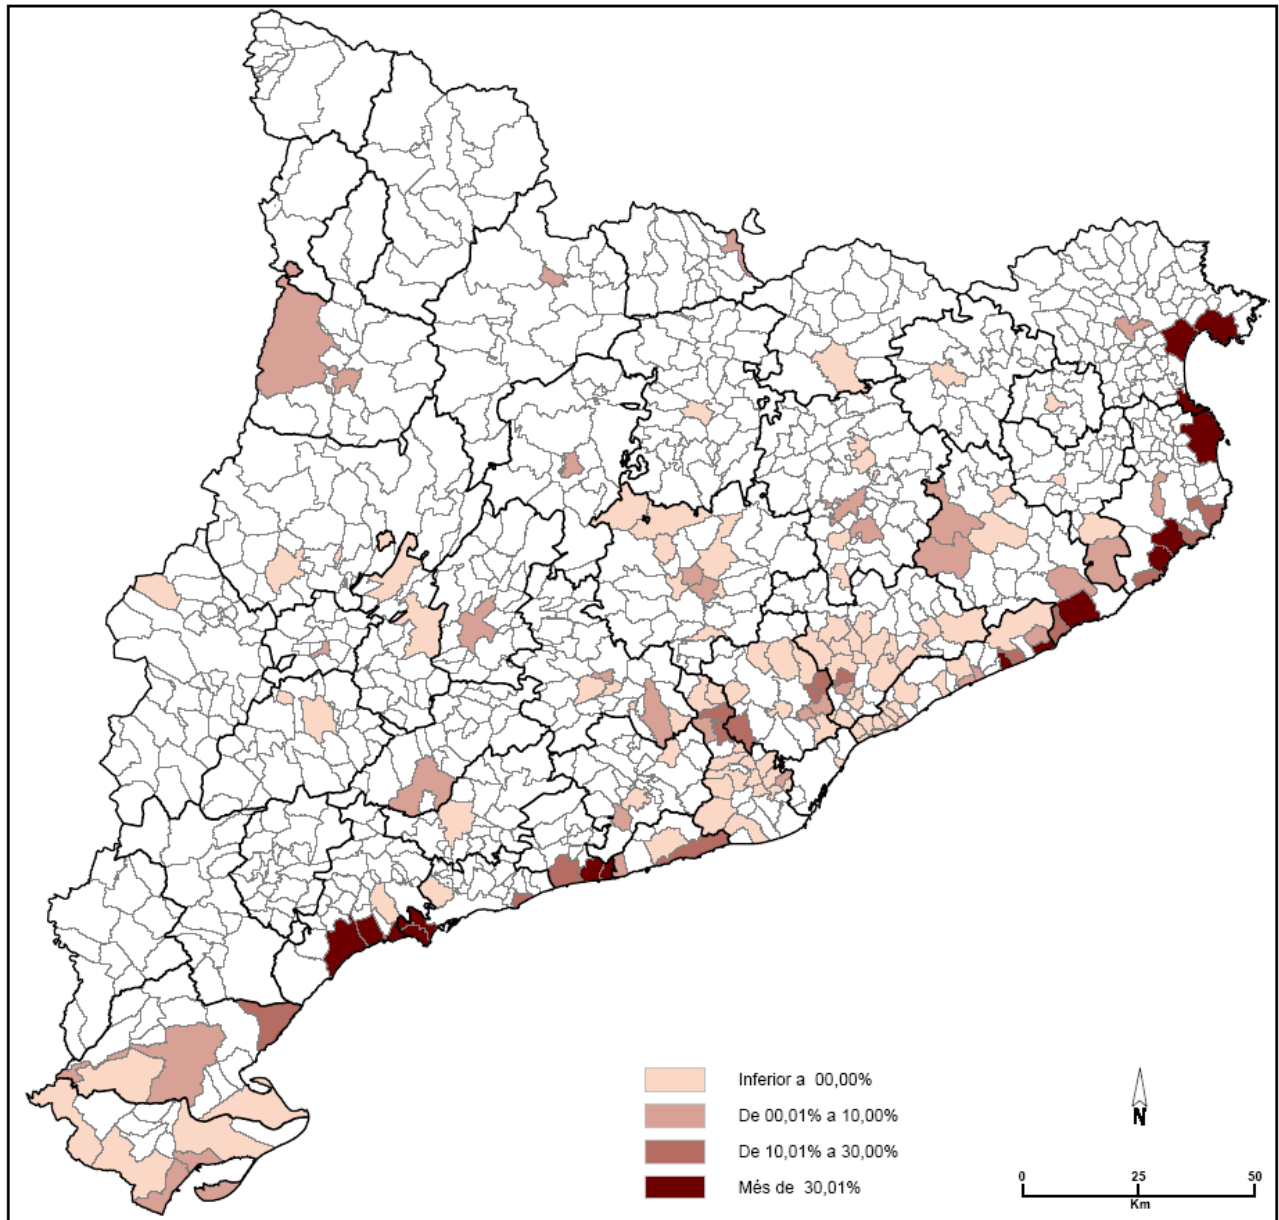 Inferior a 00,00%
De 00,01% a 10,00%
De 10,01% a 30,00%
Més de 30,01%
N
0 25 50
Km